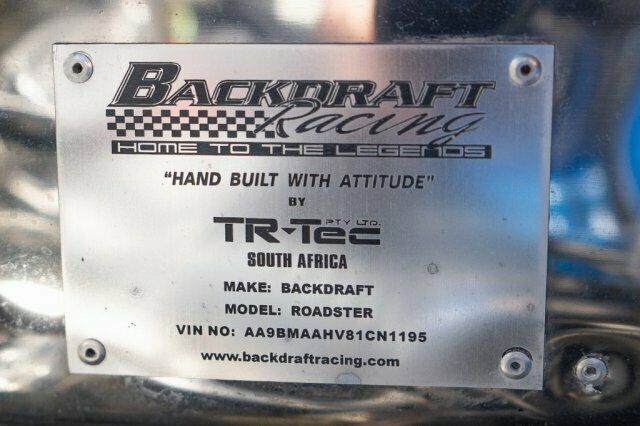 BACKDRAFT
Racing
HOME TO THE LEGENDS
"HAND BUILT WITH ATTITUDE"
BY
TR-Tec PTY LTD.
SOUTH AFRICA
MAKE: BACKDRAFT
MODEL: ROADSTER
VIN NO: AA9BMAAHV81CN1195
www.backdraftracing.com